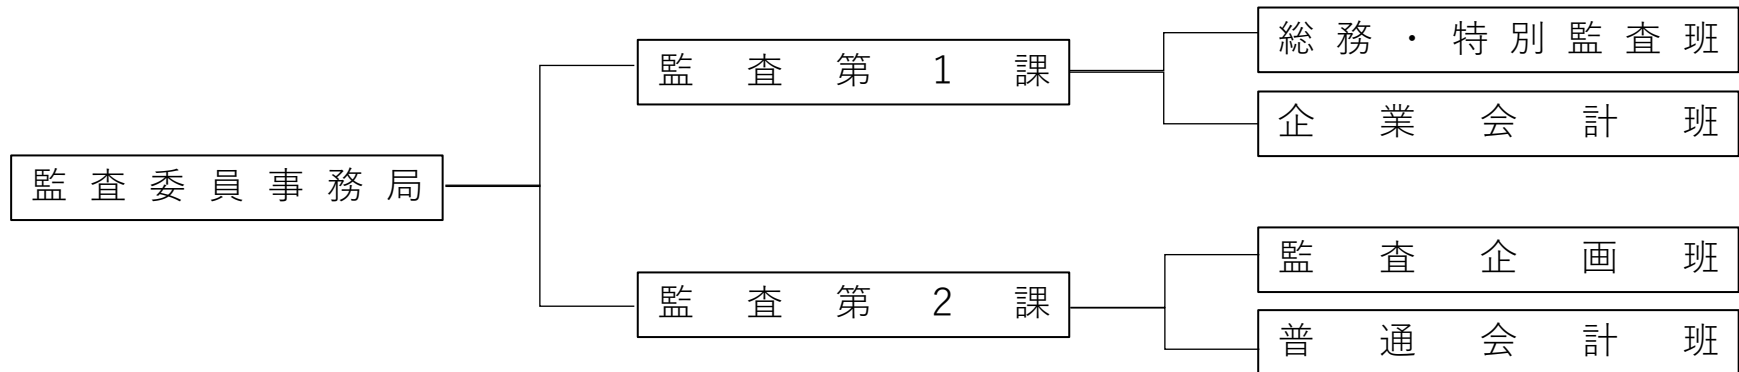 監査委員事務局
監査第1課
総務・特別監査班
企業会計班
監査第2課
監査企画班
普通会計班